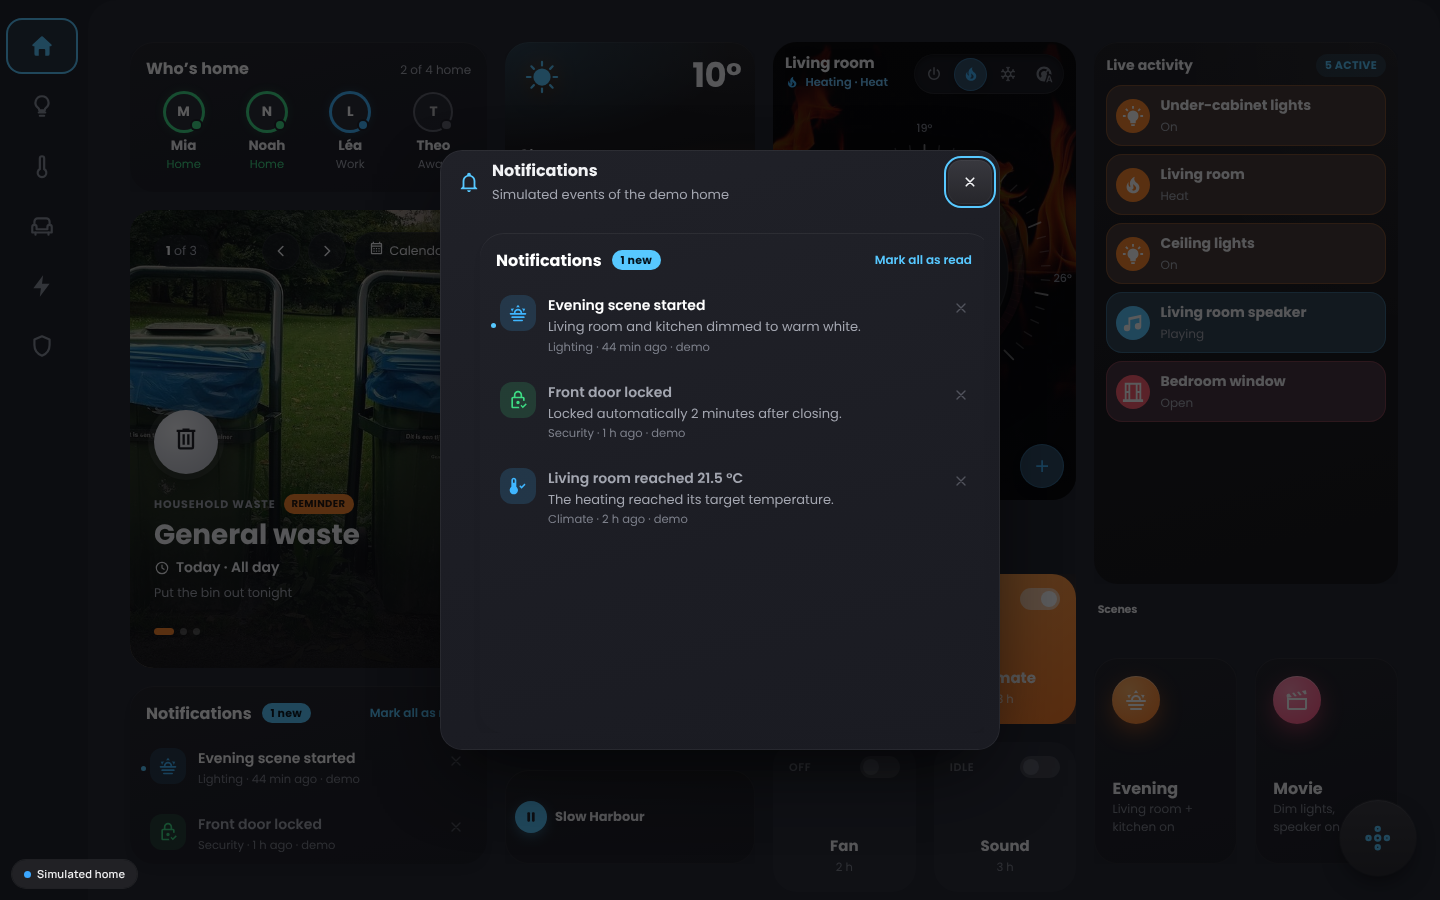 Who's home
2 of 4 home
M
N
L
T
Mia
Noah
Léa
Theo
Home
Home
Work
10°
Living room
Heating · Heat
19°
26°
Live activity
5 ACTIVE
Under-cabinet lights
On
Living room
Heat
Ceiling lights
On
Living room speaker
Playing
Bedroom window
Open
1 of 3
HOUSEHOLD WASTE
REMINDER
General waste
Today · All day
Put the bin out tonight
Notifications
Simulated events of the demo home
Notifications
1 new
Mark all as read
Evening scene started
Living room and kitchen dimmed to warm white.
Lighting · 44 min ago · demo
Front door locked
Locked automatically 2 minutes after closing.
Security · 1 h ago · demo
Living room reached 21.5 °C
The heating reached its target temperature.
Climate · 2 h ago · demo
Notifications
1 new
Mark all as
Evening scene started
Lighting · 44 min ago · demo
Front door locked
Security · 1 h ago · demo
Slow Harbour
OFF
Fan
2 h
IDLE
Sound
3 h
Scenes
Evening
Living room +
kitchen on
Movie
Dim lights,
speaker on
Simulated home